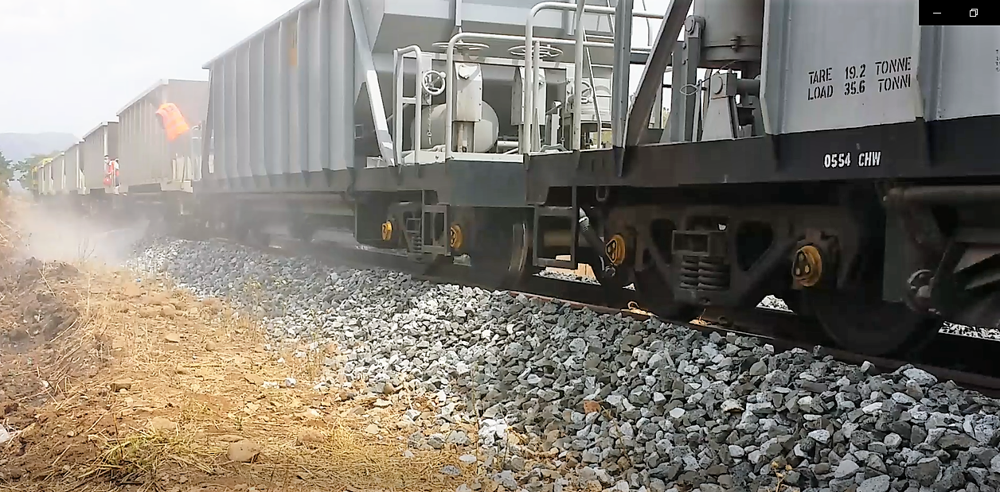 TARE 19.2 TONNE
LOAD 35.6 TONNE
0554 CHW